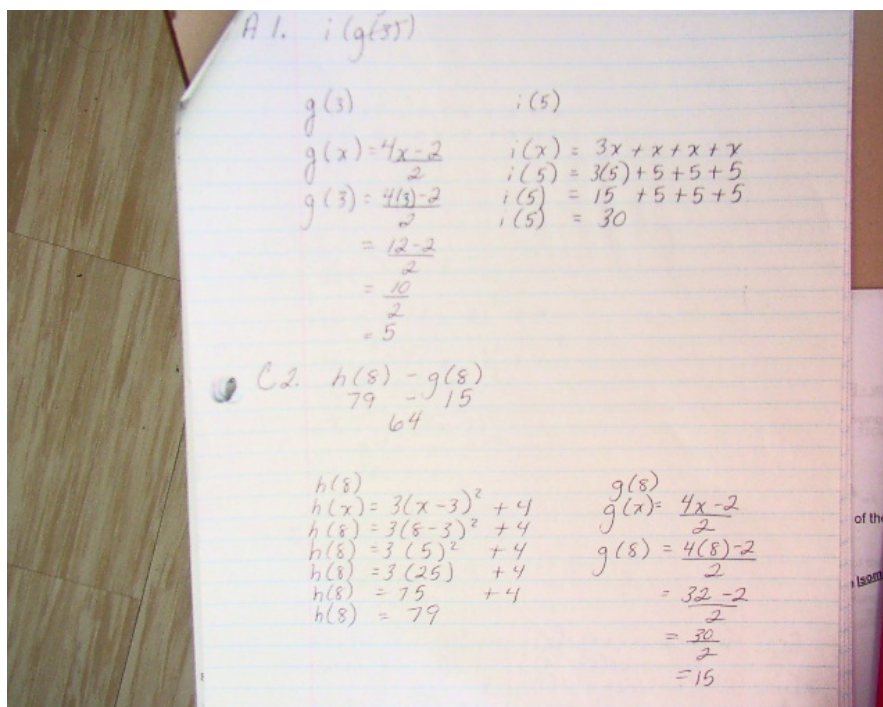 A 1. i(g(3))
g(3)
g(x) = 4x-2
2
g(3) = 4(3)-2
2
= 12-2
2
= 10
2
= 5
i(5)
i(x) = 3x + x + x + x
i(5) = 3(5) + 5 + 5 + 5
i(5) = 15 + 5 + 5 + 5
i(5) = 30
C2. h(8) - g(8)
79 - 15
64
h(8)
h(x) = 3(x-3)² + 4
h(8) = 3(8-3)² + 4
h(8) = 3(5)² + 4
h(8) = 3(25) + 4
h(8) = 75 + 4
h(8) = 79
g(8)
g(x) = 4x-2
2
g(8) = 4(8)-2
2
= 32-2
2
= 30
2
= 15
of the
Isom